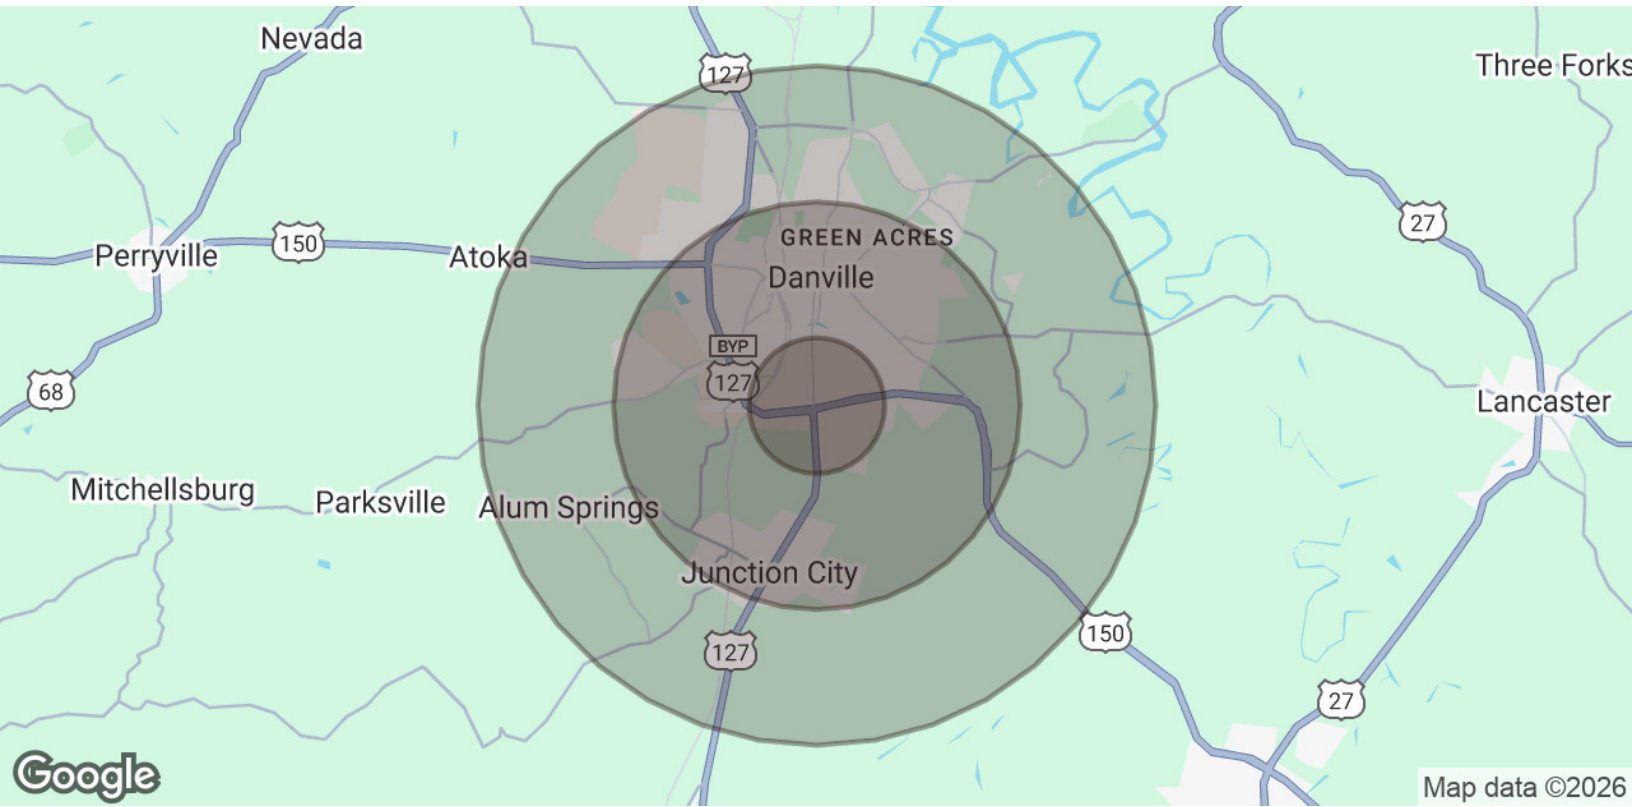 Nevada
127
Three Forks
27
GREEN ACRES
150
Perryville
Atoka
Danville
BYP
127
68
Lancaster
Mitchellsburg
Parksville
Alum Springs
Junction City
150
127
27
Google
Map data ©2026